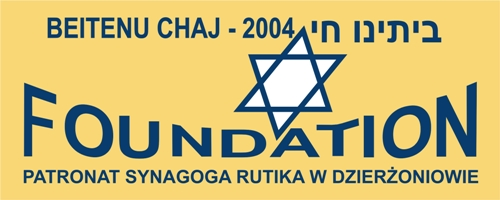 BEITENU CHAJ - 2004 ביתינו חי
FOUNDATION
PATRONAT SYNAGOGA RUTIKA W DZIERŻONIOWIE